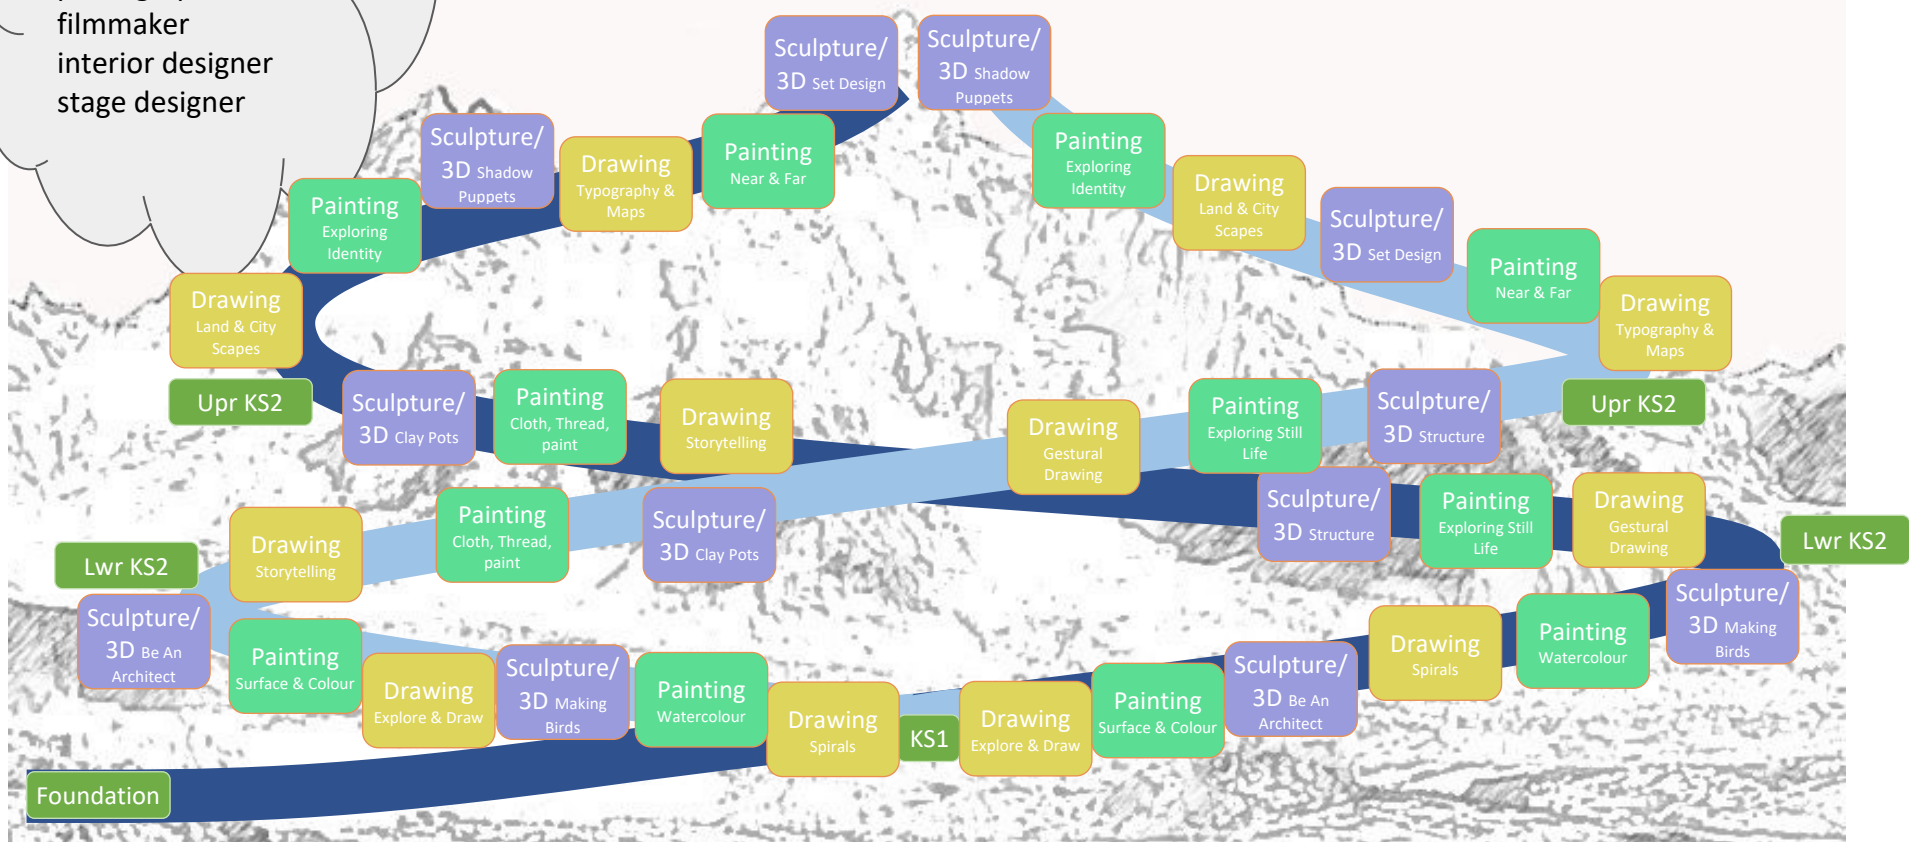 filmmaker
interior designer
stage designer
Sculpture/
3D Set Design
Sculpture/
3D Shadow
Puppets
Sculpture/
3D Shadow
Puppets
Drawing
Typography &
Maps
Painting
Near & Far
Painting
Exploring
Identity
Drawing
Land & City
Scapes
Painting
Exploring
Identity
Sculpture/
3D Set Design
Painting
Near & Far
Drawing
Land & City
Scapes
Drawing
Typography &
Maps
Upr KS2
Sculpture/
3D Clay Pots
Painting
Cloth, Thread,
paint
Drawing
Storytelling
Drawing
Gestural
Drawing
Painting
Exploring Still
Life
Sculpture/
3D Structure
Upr KS2
Drawing
Storytelling
Painting
Cloth, Thread,
paint
Sculpture/
3D Clay Pots
Sculpture/
3D Structure
Painting
Exploring Still
Life
Drawing
Gestural
Drawing
Lwr KS2
Lwr KS2
Sculpture/
3D Be An
Architect
Painting
Surface & Colour
Drawing
Explore & Draw
Sculpture/
3D Making
Birds
Painting
Watercolour
Drawing
Spirals
KS1
Drawing
Explore & Draw
Painting
Surface & Colour
Sculpture/
3D Be An
Architect
Drawing
Spirals
Painting
Watercolour
Sculpture/
3D Making
Birds
Foundation